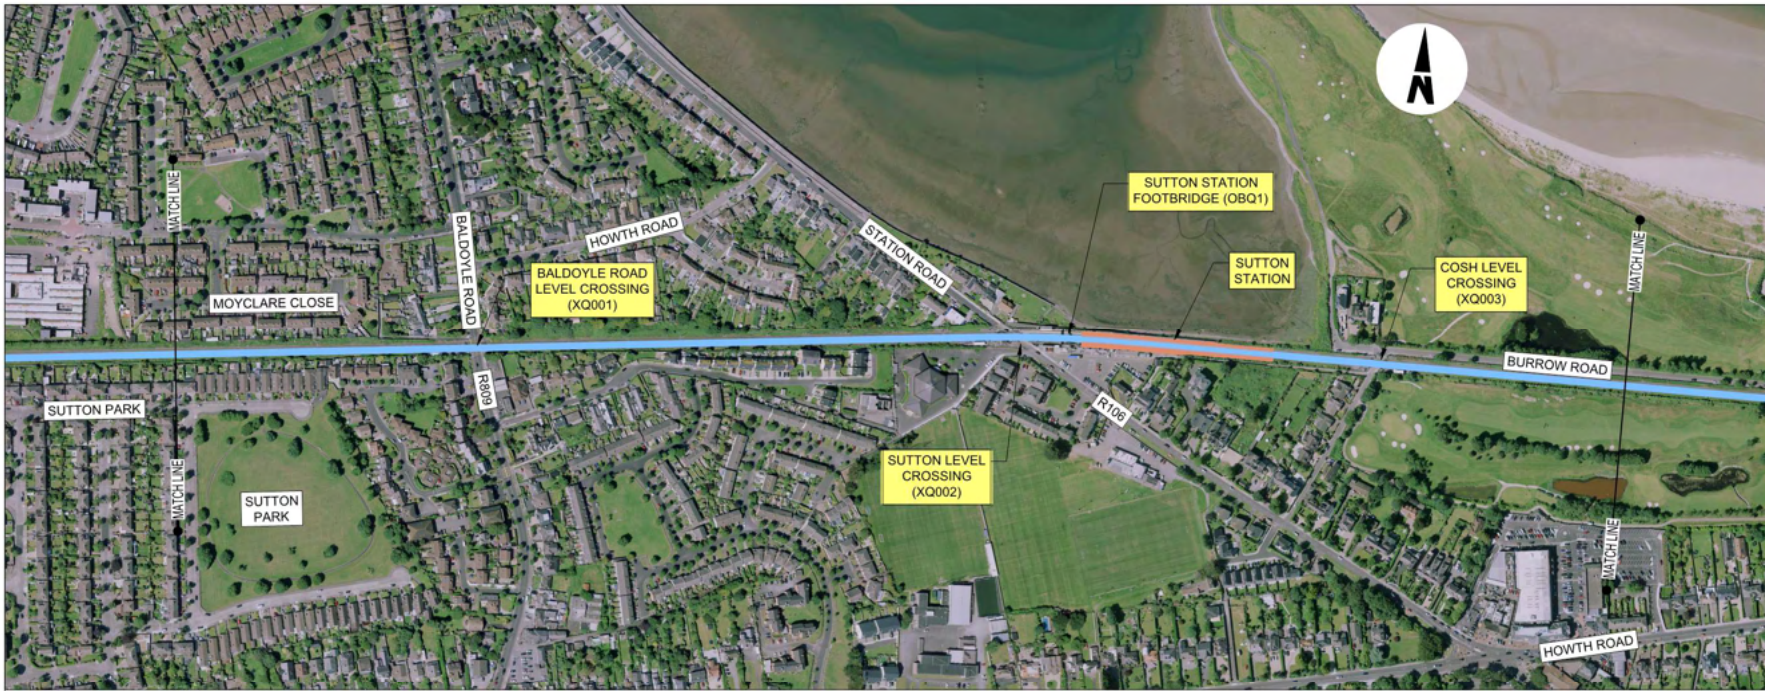 N
MATCH LINE
BALDOYLE ROAD
HOWTH ROAD
STATION ROAD
SUTTON STATION
FOOTBRIDGE (OBQ1)
SUTTON
STATION
COSH LEVEL
CROSSING
(XQ003)
MATCH LINE
BALDOYLE ROAD
LEVEL CROSSING
(XQ001)
MOYCLARE CLOSE
BURROW ROAD
R809
SUTTON PARK
R106
SUTTON LEVEL
CROSSING
(XQ002)
MATCH LINE
SUTTON
PARK
MATCH LINE
HOWTH ROAD